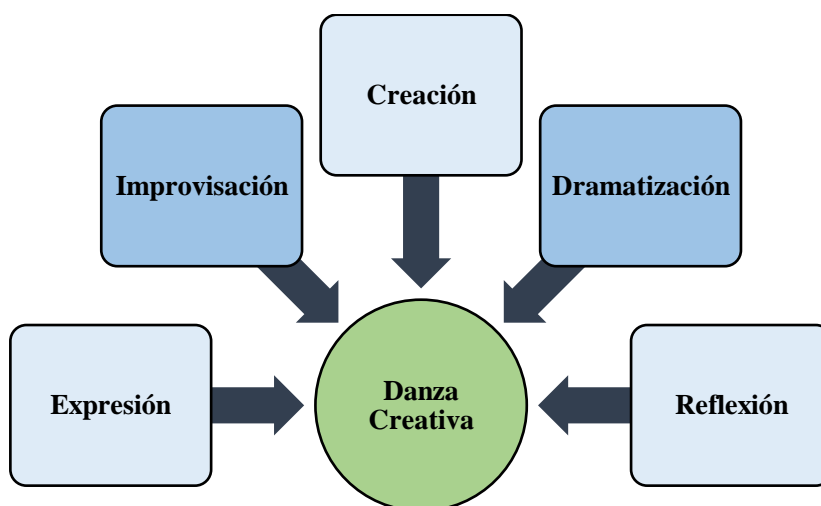 Creación
Improvisación
Dramatización
Expresión
Danza
Creativa
Reflexión